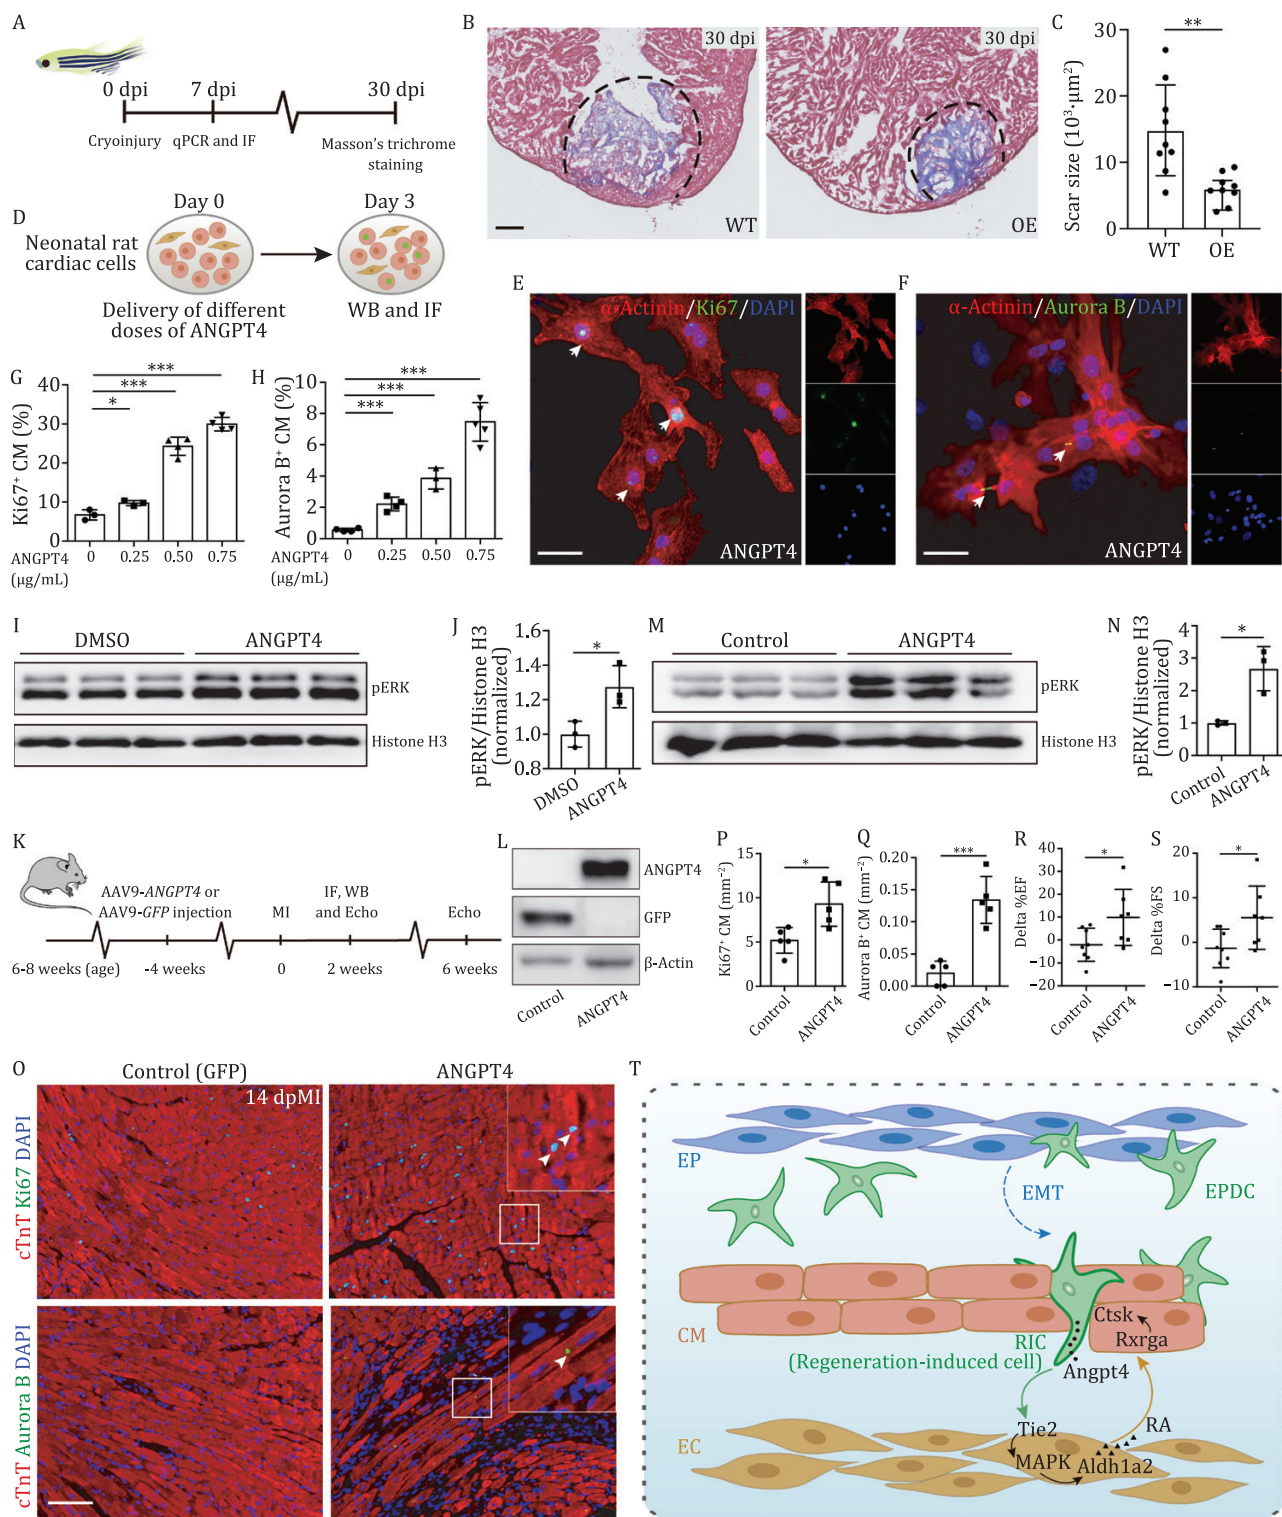 A
0 dpi 7 dpi 30 dpi
Cryoinjury qPCR and IF Masson's trichrome
staining
B
30 dpi
WT
30 dpi
OE
C
Scar size (10³·μm²)
30
20
10
0
**
WT OE
D
Day 0 Day 3
Neonatal rat
cardiac cells
Delivery of different
doses of ANGPT4
WB and IF
E
α-Actinin/Ki67/DAPI
ANGPT4
F
α-Actinin/Aurora B/DAPI
ANGPT4
G
Ki67⁺ CM (%)
40
30
20
10
0
***
***
*
ANGPT4
(μg/mL)
0 0.25 0.50 0.75
H
Aurora B⁺ CM (%)
10
8
6
4
2
0
***
***
***
ANGPT4
(μg/mL)
0 0.25 0.50 0.75
I
DMSO ANGPT4
pERK
Histone H3
J
pERK/Histone H3
(normalized)
1.6
1.4
1.2
1.0
0.8
*
DMSO ANGPT4
M
Control ANGPT4
pERK
Histone H3
N
pERK/Histone H3
(normalized)
4
3
2
1
0
*
Control ANGPT4
K
AAV9-ANGPT4 or
AAV9-GFP injection
MI
IF, WB
and Echo
Echo
6-8 weeks (age) -4 weeks 0 2 weeks 6 weeks
L
ANGPT4
GFP
β-Actin
Control ANGPT4
P
Ki67⁺ CM (mm⁻²)
15
10
5
0
*
Control ANGPT4
Q
Aurora B⁺ CM (mm⁻²)
0.20
0.15
0.10
0.05
0.00
***
Control ANGPT4
R
Delta %EF
40
30
20
10
0
−10
−20
*
Control ANGPT4
S
Delta %FS
20
10
0
−10
*
Control ANGPT4
O
Control (GFP) ANGPT4
14 dpMI
cTnT Ki67 DAPI
cTnT Aurora B DAPI
T
EP
EMT
EPDC
CM
Ctsk
Rxrga
RIC
(Regeneration-induced cell)
Angpt4
Tie2
RA
EC
MAPK
Aldh1a2